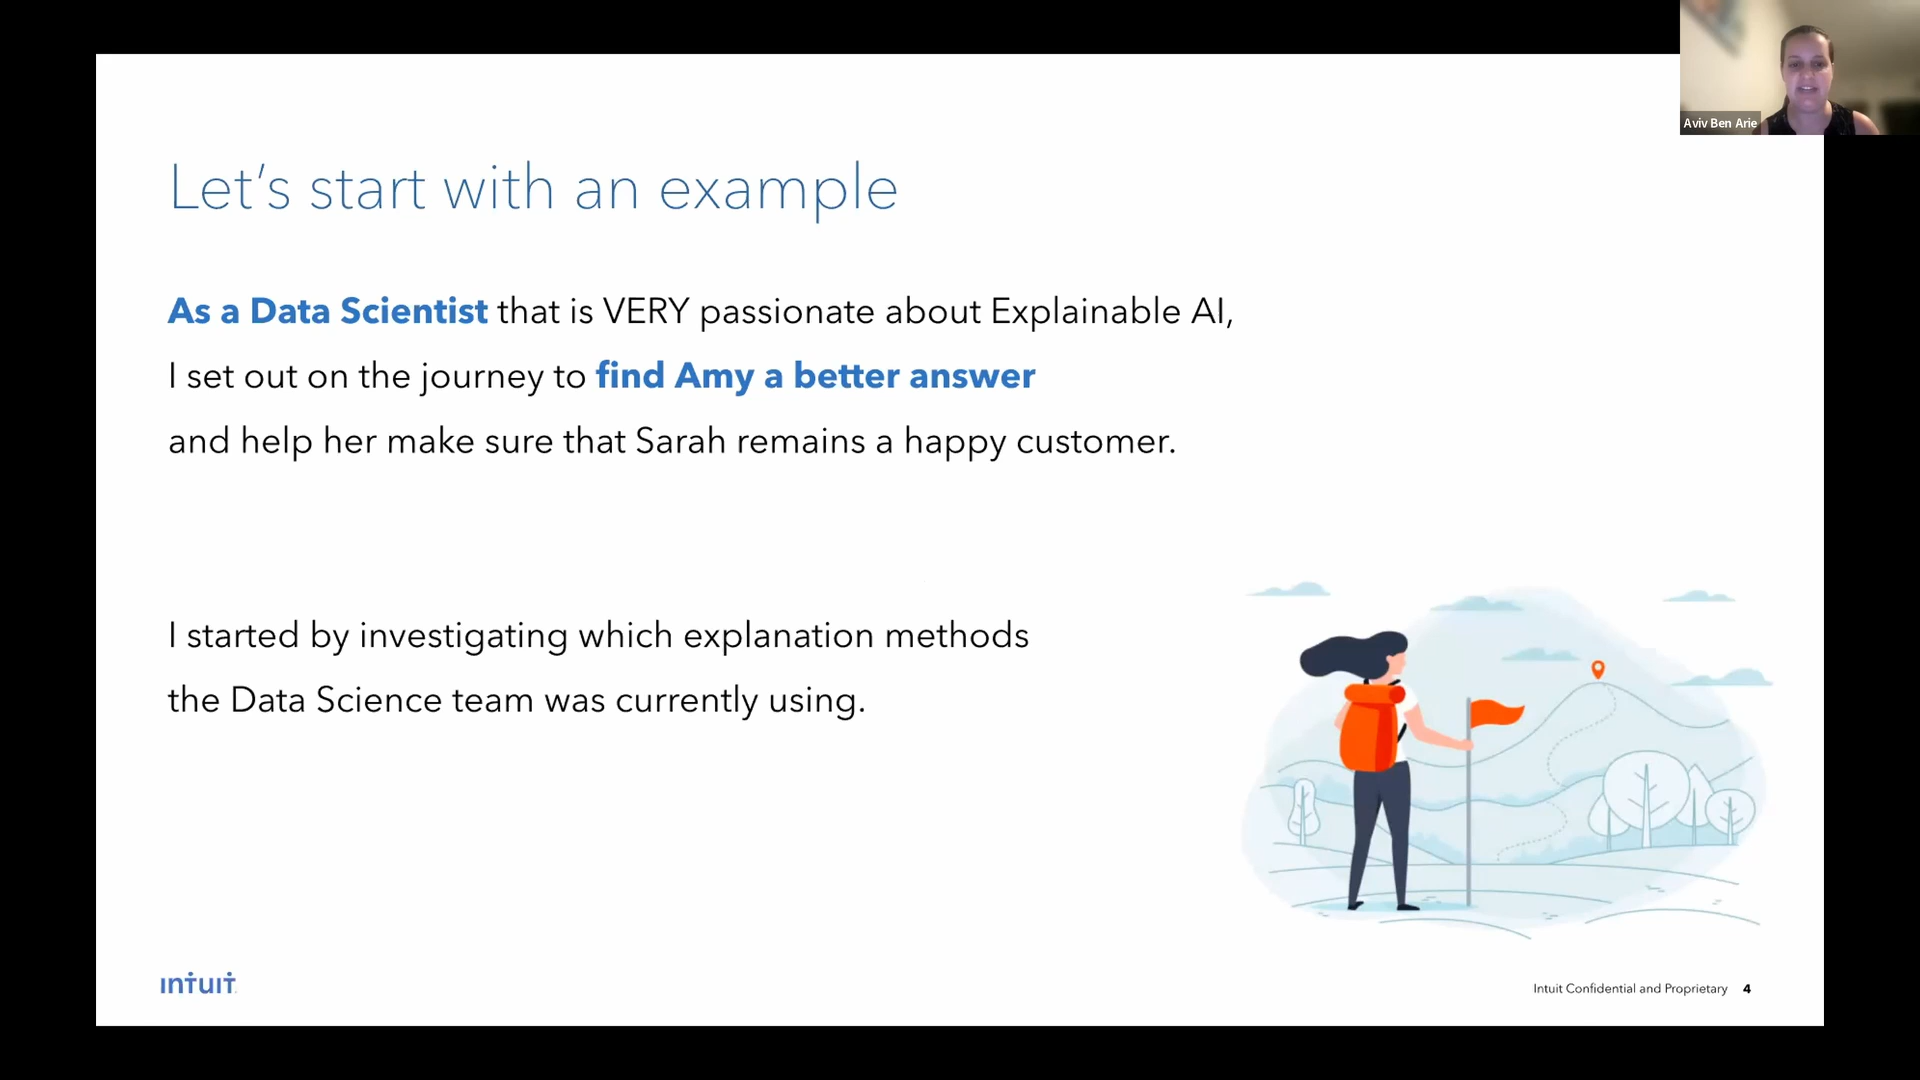 Aviv Ben Arie
Let's start with an example
As a Data Scientist that is VERY passionate about Explainable AI,
I set out on the journey to find Amy a better answer
and help her make sure that Sarah remains a happy customer.
I started by investigating which explanation methods
the Data Science team was currently using.
intuit
Intuit Confidential and Proprietary 4